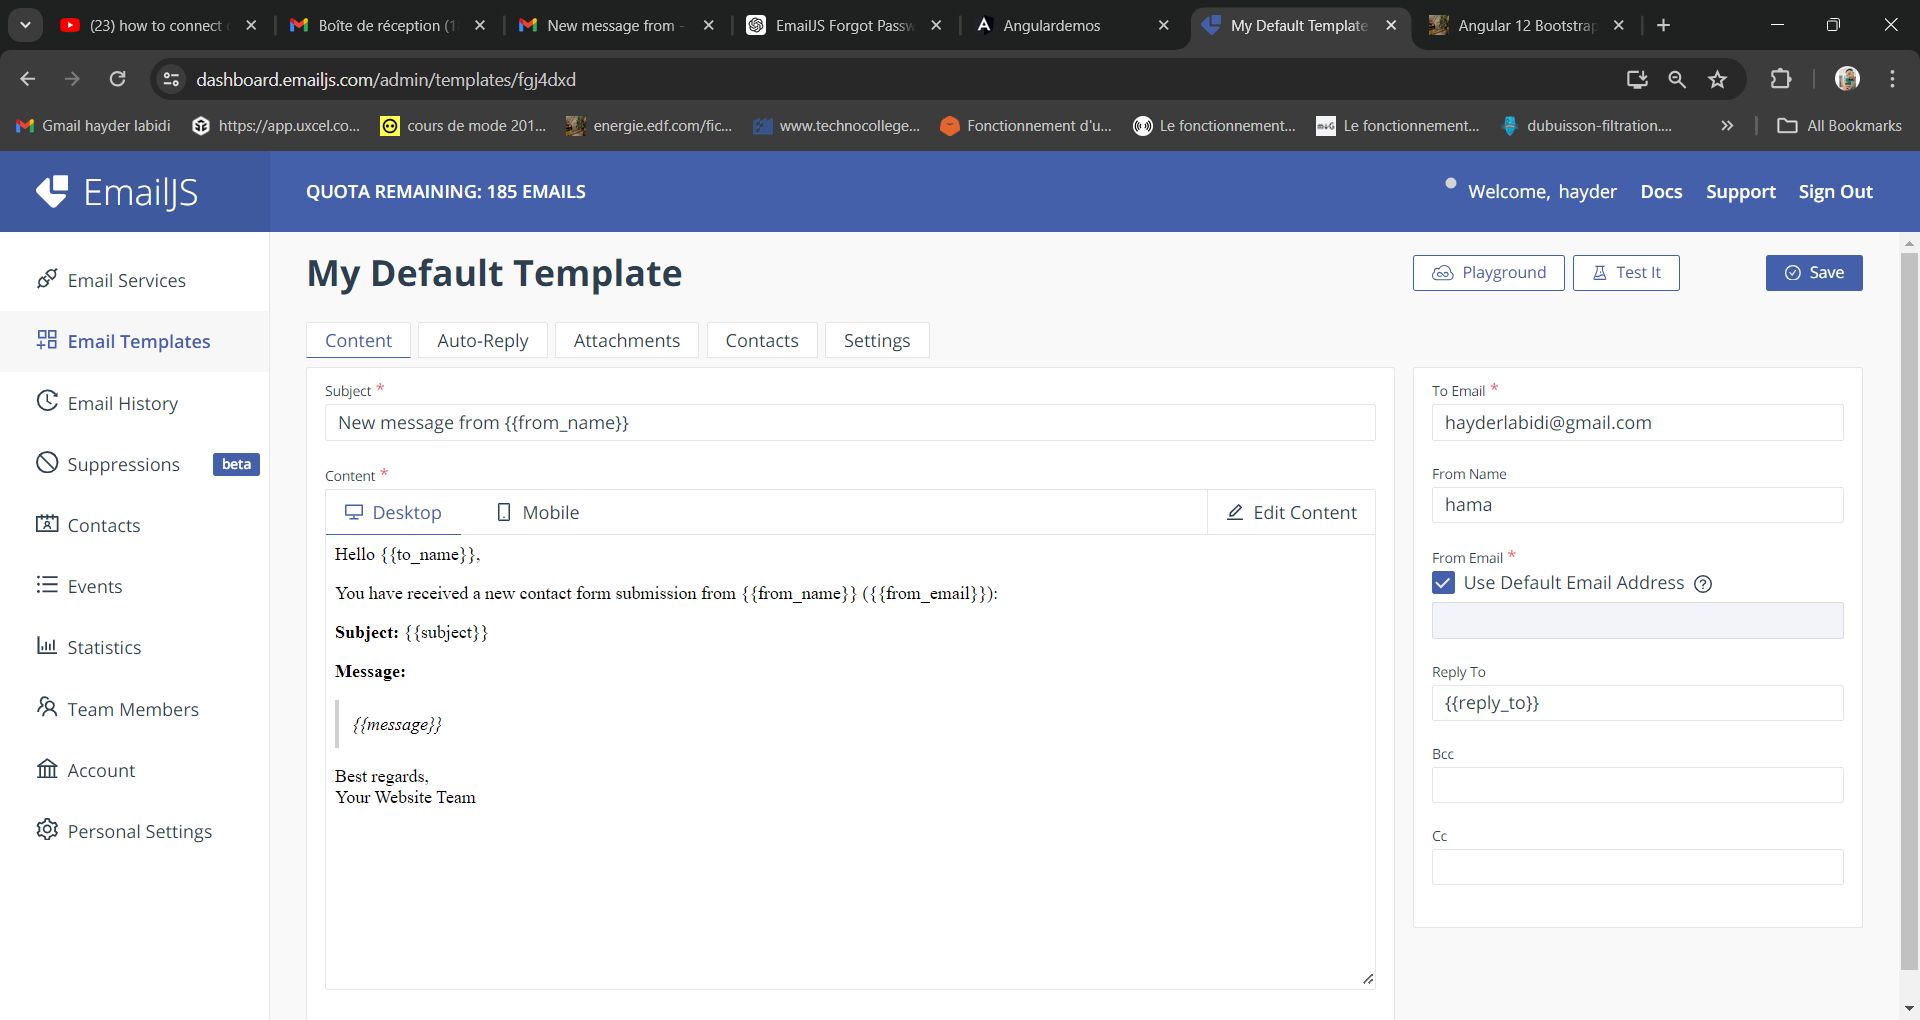 (23) how to connect
Boîte de réception (1
New message from -
EmailJS Forgot Passw
Angulardemos
My Default Template
Angular 12 Bootstrap
dashboard.emailjs.com/admin/templates/fgj4dxd
Gmail hayder labidi
https://app.uxcel.co...
cours de mode 201...
energie.edf.com/fic...
www.technocollege...
Fonctionnement d'u...
Le fonctionnement...
Le fonctionnement...
dubuisson-filtration....
All Bookmarks
EmailJS
QUOTA REMAINING: 185 EMAILS
Welcome, hayder
Docs
Support
Sign Out
Email Services
Email Templates
Email History
Suppressions beta
Contacts
Events
Statistics
Team Members
Account
Personal Settings
My Default Template
Playground
Test It
Save
Content
Auto-Reply
Attachments
Contacts
Settings
Subject *
New message from {{from_name}}
Content *
Desktop
Mobile
Edit Content
Hello {{to_name}},
You have received a new contact form submission from {{from_name}} ({{from_email}}):
Subject: {{subject}}
Message:
{{message}}
Best regards,
Your Website Team
To Email *
hayderlabidi@gmail.com
From Name
hama
From Email *
Use Default Email Address
Reply To
{{reply_to}}
Bcc
Cc